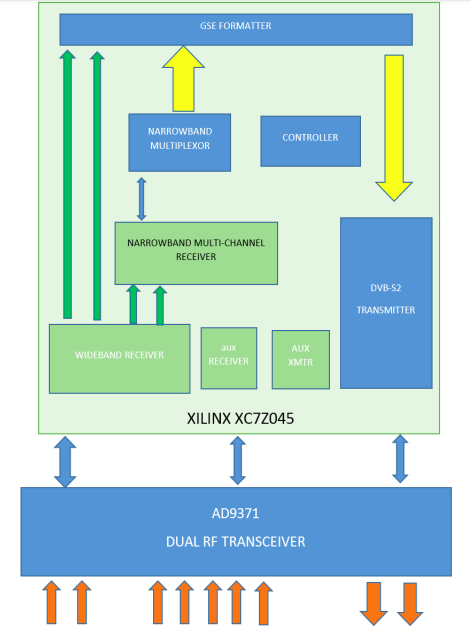 GSE FORMATTER
NARROWBAND
MULTIPLEXOR
CONTROLLER
NARROWBAND MULTI-CHANNEL
RECEIVER
DVB-S2
TRANSMITTER
WIDEBAND RECEIVER
aux
RECEIVER
AUX
XMTR
XILINX XC7Z045
AD9371
DUAL RF TRANSCEIVER